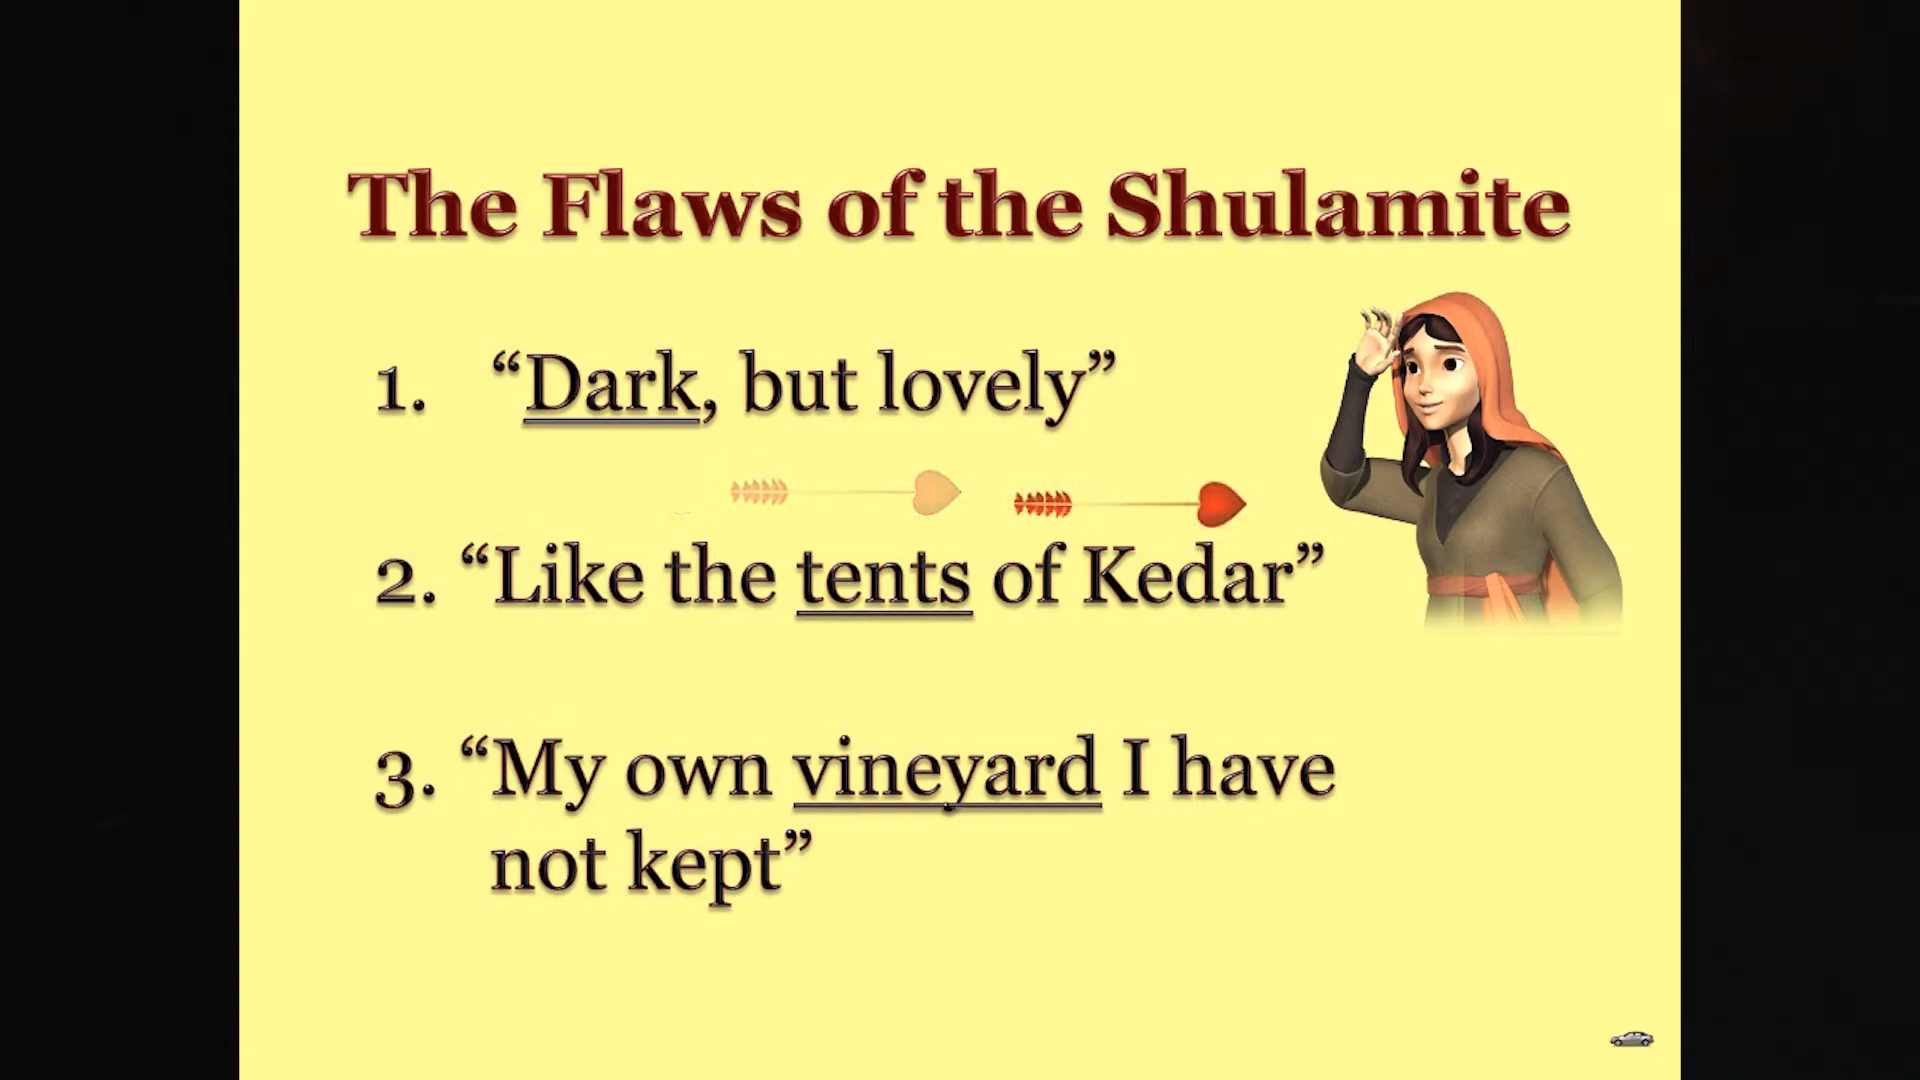 The Flaws of the Shulamite
1. “Dark, but lovely”
2. “Like the tents of Kedar”
3. “My own vineyard I have
not kept”